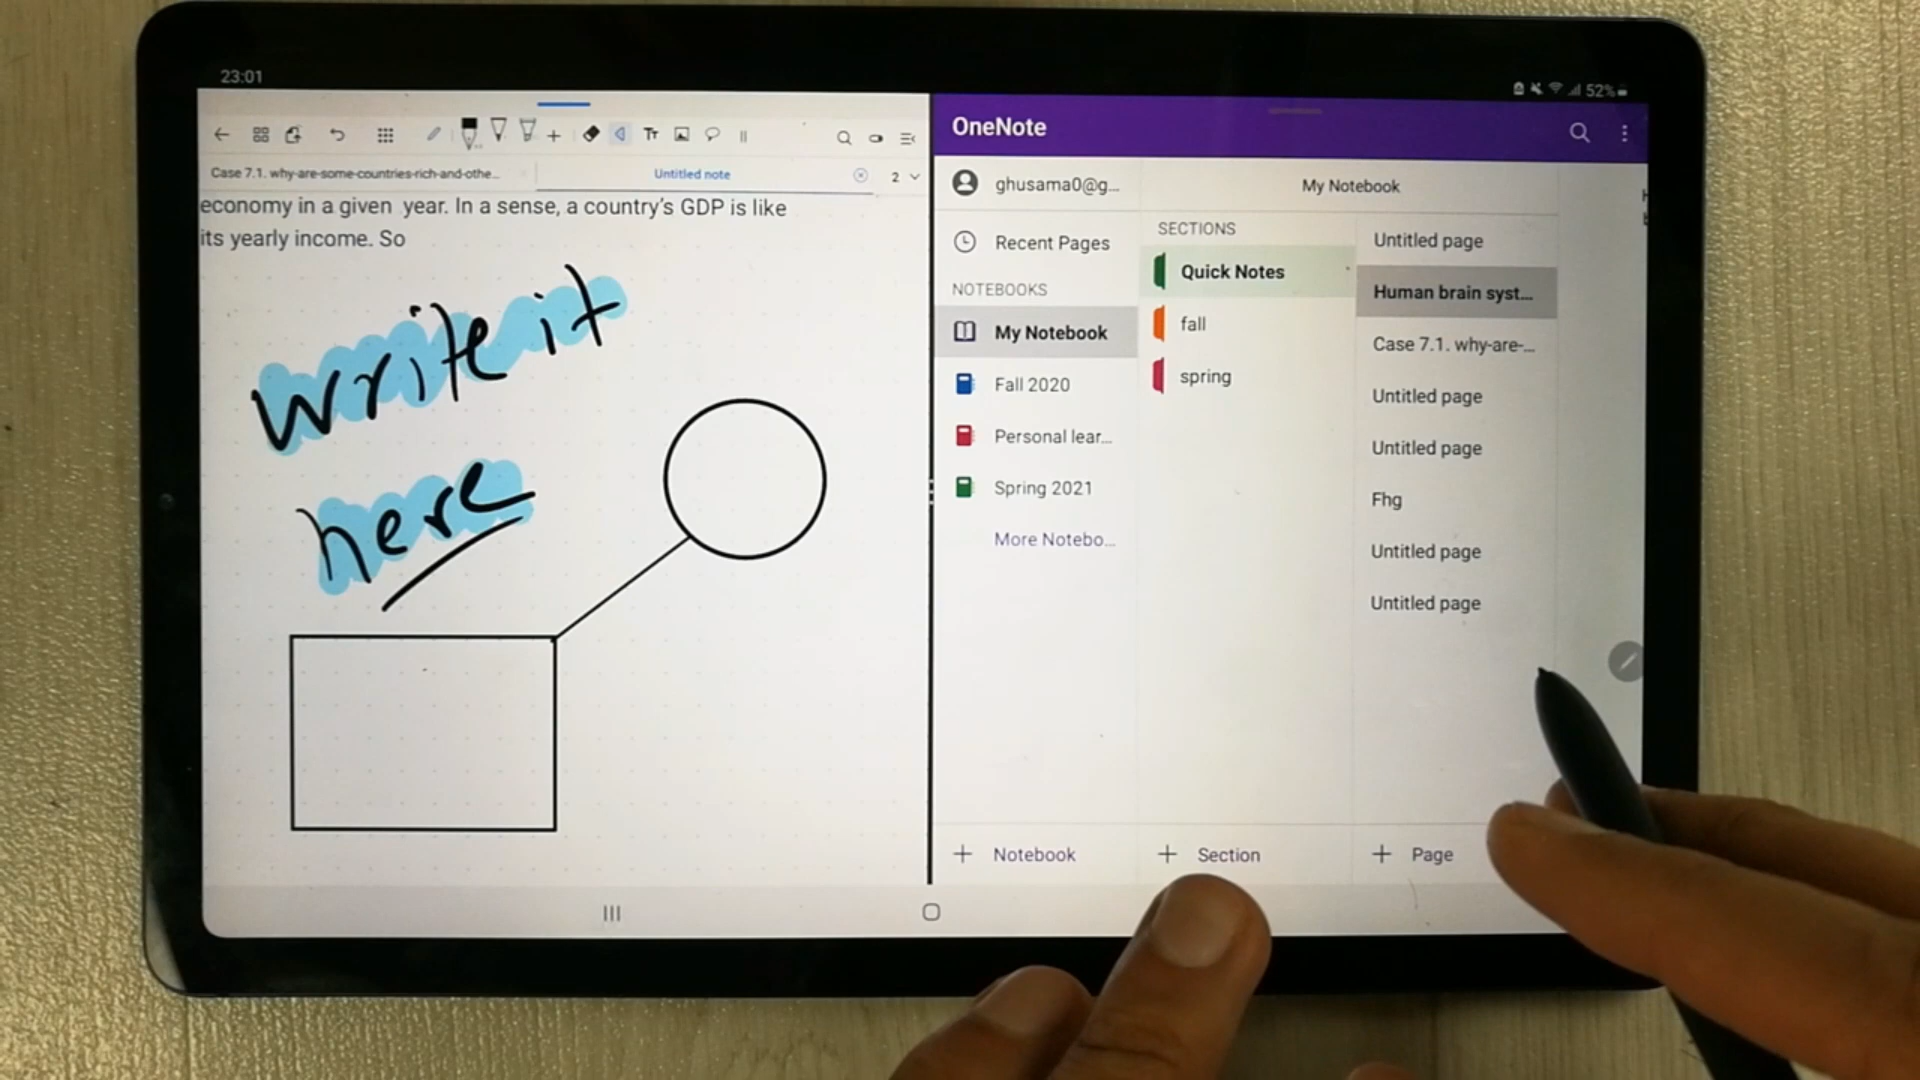 23:01
52%
Tr
Case 7.1. why-are-some-countries-rich-and-othe...
Untitled note
2
economy in a given year. In a sense, a country's GDP is like
its yearly income. So
write it
here
OneNote
ghusama0@g...
Recent Pages
NOTEBOOKS
My Notebook
Fall 2020
Personal lear...
Spring 2021
More Notebo...
+ Notebook
My Notebook
SECTIONS
Quick Notes
fall
spring
+ Section
Untitled page
Human brain syst...
Case 7.1. why-are-...
Untitled page
Untitled page
Fhg
Untitled page
Untitled page
+ Page